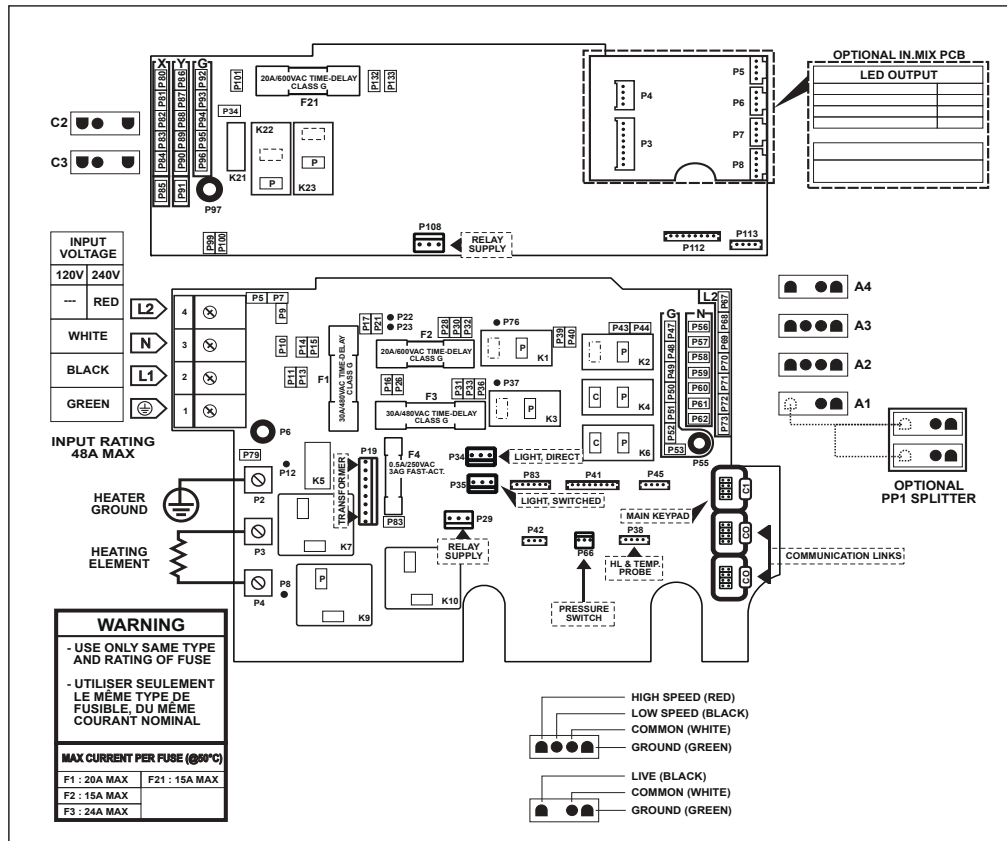 C2
C3
X
Y
G
P80
P81
P82
P83
P84
P85
P86
P87
P88
P89
P90
P91
P92
P93
P94
P95
P96
P97
P101
20A/600VAC TIME-DELAY
CLASS G
F21
P132
P133
P34
K21
K22
P
K23
P
P99
P100
P108
RELAY
SUPPLY
P112
P113
P4
P3
P5
P6
P7
P8
OPTIONAL IN.MIX PCB
LED OUTPUT
INPUT
VOLTAGE
120V
240V
---
RED
WHITE
BLACK
GREEN
L2
N
L1
4
3
2
1
INPUT RATING
48A MAX
HEATER
GROUND
HEATING
ELEMENT
P5
P7
P9
P10
P14
P15
P11
P13
F1
30A/480VAC TIME-DELAY
CLASS G
P17
P21
P22
P23
F2
20A/600VAC TIME-DELAY
CLASS G
P28
P30
P32
P76
P
K1
P39
P40
P43
P44
P
K2
P16
P26
F3
30A/480VAC TIME-DELAY
CLASS G
P31
P33
P36
P37
P
K3
C
P
K4
C
P
K6
G
P47
P48
P49
P50
P51
P52
P53
N
P56
P57
P58
P59
P60
P61
P62
L2
P67
P68
P69
P70
P71
P72
P73
P55
P6
P79
P12
P2
P3
P8
P4
K5
K7
P
K9
K10
TRANSFORMER
P19
F4
0.5A/250VAC
3AG FAST-ACT.
P83
P34
LIGHT, DIRECT
P35
LIGHT, SWITCHED
P29
RELAY
SUPPLY
P83
P41
P45
P42
P66
PRESSURE
SWITCH
P38
HL & TEMP.
PROBE
MAIN KEYPAD
C1
CO
CO
COMMUNICATION LINKS
A4
A3
A2
A1
OPTIONAL
PP1 SPLITTER
WARNING
- USE ONLY SAME TYPE
AND RATING OF FUSE
- UTILISER SEULEMENT
LE MÊME TYPE DE
FUSIBLE, DU MÊME
COURANT NOMINAL
MAX CURRENT PER FUSE (@50°C)
F1 : 20A MAX
F21 : 15A MAX
F2 : 15A MAX
F3 : 24A MAX
HIGH SPEED (RED)
LOW SPEED (BLACK)
COMMON (WHITE)
GROUND (GREEN)
LIVE (BLACK)
COMMON (WHITE)
GROUND (GREEN)